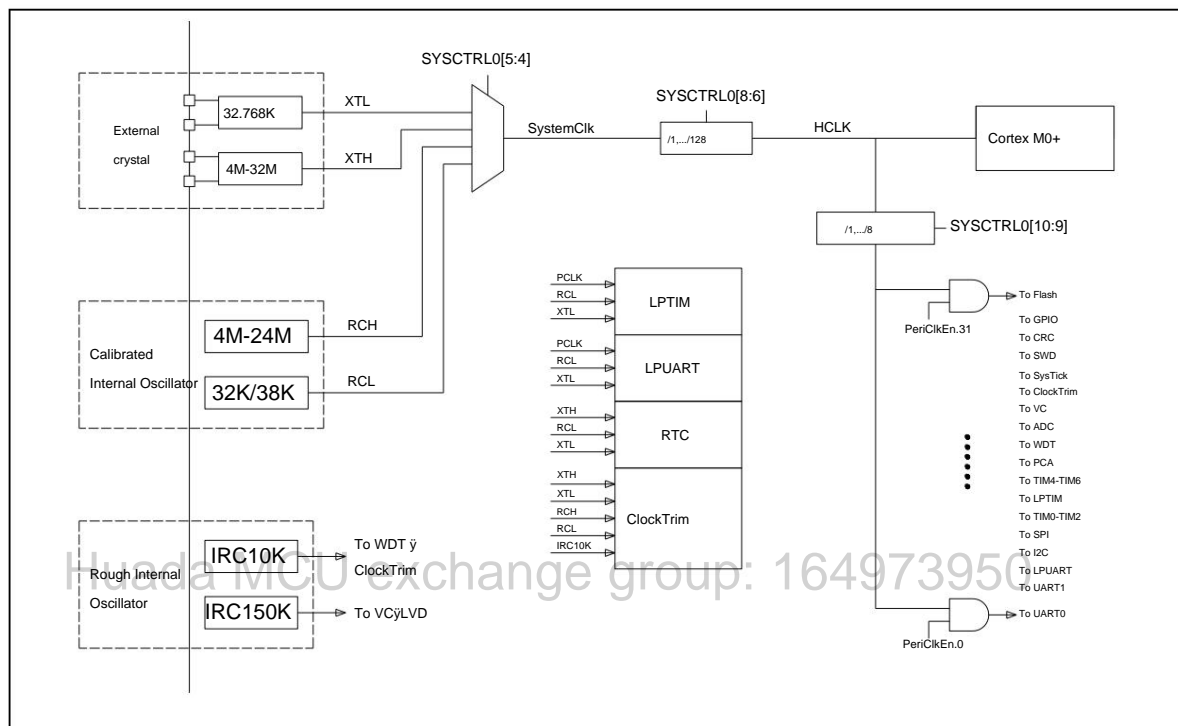 SYSCTRL0[5:4]
External
crystal
32.768K
XTL
4M-32M
XTH
SystemClk
SYSCTRL0[8:6]
/1,.../128
HCLK
Cortex M0+
/1,.../8
SYSCTRL0[10:9]
Calibrated
Internal Oscillator
4M-24M
RCH
32K/38K
RCL
PCLK
RCL
XTL
LPTIM
PCLK
RCL
XTL
LPUART
XTH
RCL
XTL
RTC
XTH
XTL
RCH
RCL
IRC10K
ClockTrim
PeriClkEn.31
To Flash
To GPIO
To CRC
To SWD
To SysTick
To ClockTrim
To VC
To ADC
To WDT
To PCA
To TIM4-TIM6
To LPTIM
To TIM0-TIM2
To SPI
To I2C
To LPUART
To UART1
To UART0
PeriClkEn.0
Rough Internal
Oscillator
IRC10K
To WDT ÿ
ClockTrim
IRC150K
To VCÿLVD
Huada MCU exchange group: 164973950